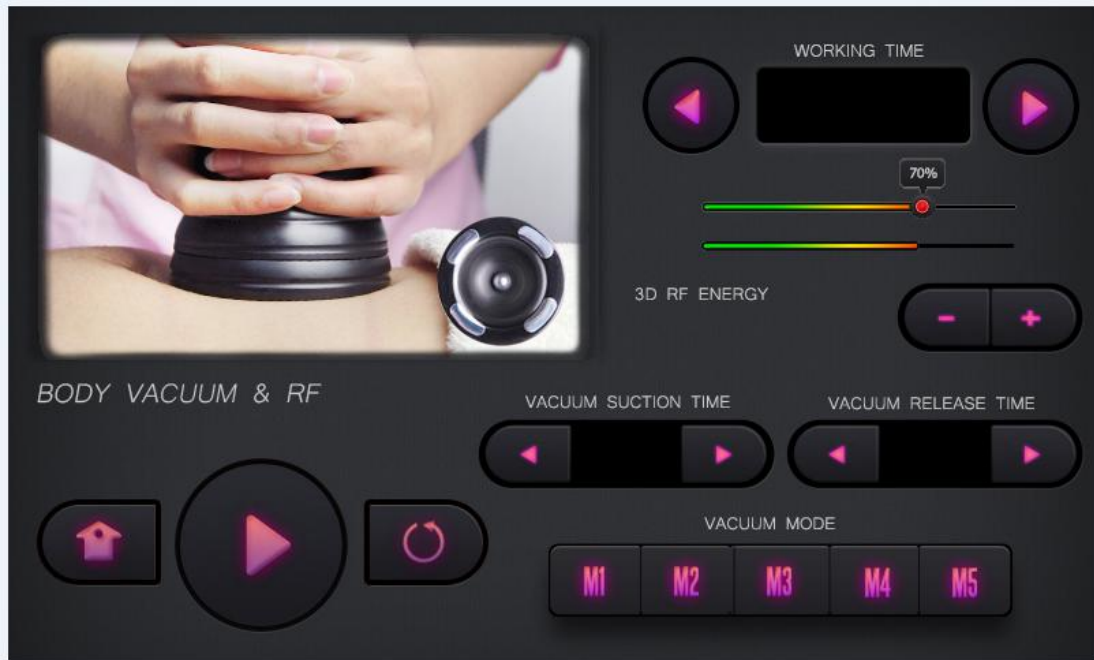 WORKING TIME
70%
3D RF ENERGY
- +
BODY VACUUM & RF
VACUUM SUCTION TIME
VACUUM RELEASE TIME
VACUUM MODE
M1 M2 M3 M4 M5